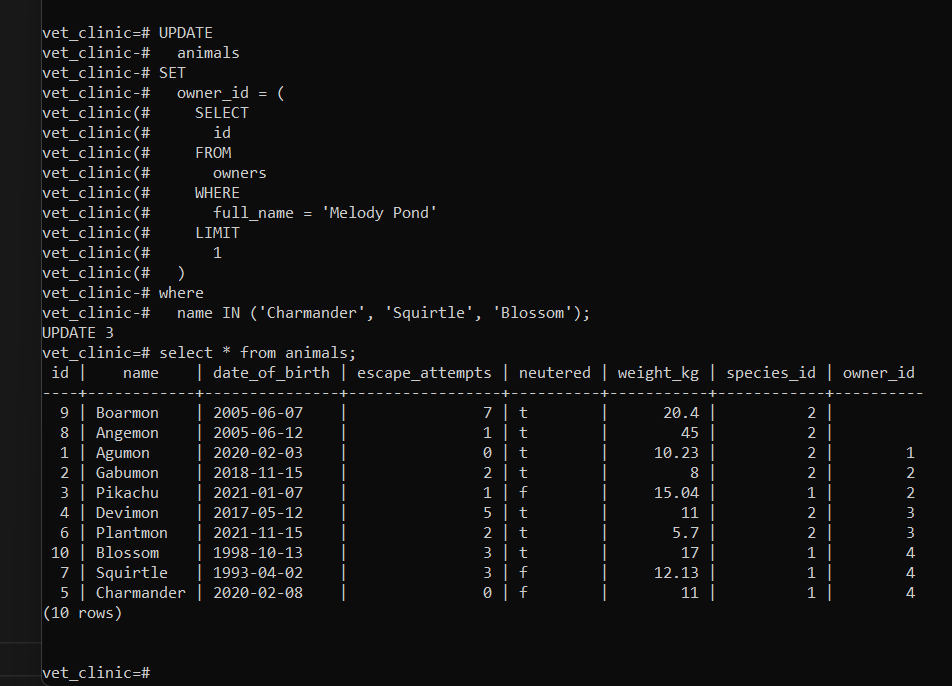 vet_clinic=# UPDATE
vet_clinic-#   animals
vet_clinic-# SET
vet_clinic-#   owner_id = (
vet_clinic(#     SELECT
vet_clinic(#       id
vet_clinic(#     FROM
vet_clinic(#       owners
vet_clinic(#     WHERE
vet_clinic(#       full_name = 'Melody Pond'
vet_clinic(#     LIMIT
vet_clinic(#       1
vet_clinic(#   )
vet_clinic-# where
vet_clinic-#   name IN ('Charmander', 'Squirtle', 'Blossom');
UPDATE 3
vet_clinic=# select * from animals;
 id |    name    | date_of_birth | escape_attempts | neutered | weight_kg | species_id | owner_id
----+------------+---------------+-----------------+----------+-----------+------------+----------
  9 | Boarmon    | 2005-06-07    |               7 | t        |      20.4 |          2 |
  8 | Angemon    | 2005-06-12    |               1 | t        |        45 |          2 |
  1 | Agumon     | 2020-02-03    |               0 | t        |     10.23 |          2 |        1
  2 | Gabumon    | 2018-11-15    |               2 | t        |         8 |          2 |        2
  3 | Pikachu    | 2021-01-07    |               1 | f        |     15.04 |          1 |        2
  4 | Devimon    | 2017-05-12    |               5 | t        |        11 |          2 |        3
  6 | Plantmon   | 2021-11-15    |               2 | t        |       5.7 |          2 |        3
 10 | Blossom    | 1998-10-13    |               3 | t        |        17 |          1 |        4
  7 | Squirtle   | 1993-04-02    |               3 | f        |     12.13 |          1 |        4
  5 | Charmander | 2020-02-08    |               0 | f        |        11 |          1 |        4
(10 rows)
vet_clinic=#